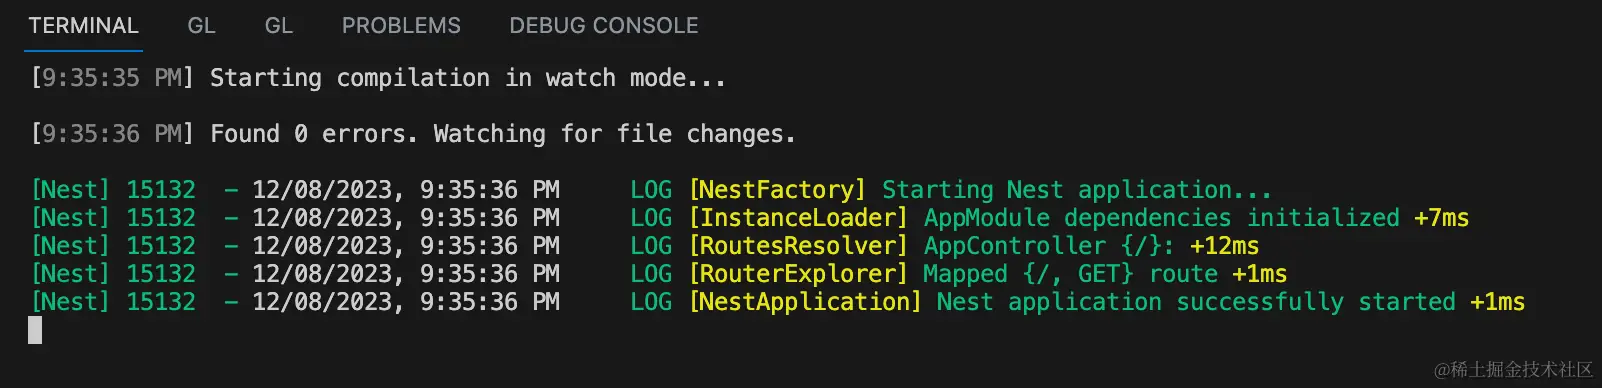 TERMINAL GL GL PROBLEMS DEBUG CONSOLE
[9:35:35 PM] Starting compilation in watch mode...
[9:35:36 PM] Found 0 errors. Watching for file changes.
[Nest] 15132  - 12/08/2023, 9:35:36 PM     LOG [NestFactory] Starting Nest application...
[Nest] 15132  - 12/08/2023, 9:35:36 PM     LOG [InstanceLoader] AppModule dependencies initialized +7ms
[Nest] 15132  - 12/08/2023, 9:35:36 PM     LOG [RoutesResolver] AppController {/}: +12ms
[Nest] 15132  - 12/08/2023, 9:35:36 PM     LOG [RouterExplorer] Mapped {/, GET} route +1ms
[Nest] 15132  - 12/08/2023, 9:35:36 PM     LOG [NestApplication] Nest application successfully started +1ms
@稀土掘金技术社区